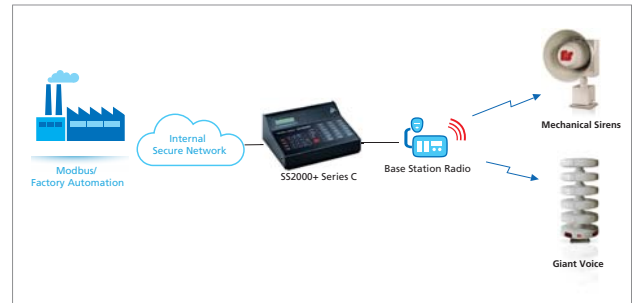 Modbus/
Factory Automation
Internal
Secure Network
SS2000+ Series C
Base Station Radio
Mechanical Sirens
Giant Voice